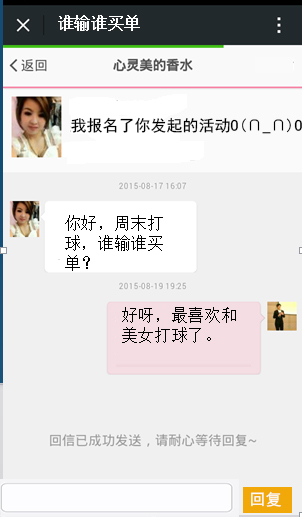 谁输谁买单
返回
心灵美的香水
我报名了你发起的活动O(∩_∩)0
2015-08-17 16:07
你好，周末打
球，谁输谁买
单？
2015-08-19 19:25
好呀，最喜欢和
美女打球了。
回信已成功发送，请耐心等待回复~
回复